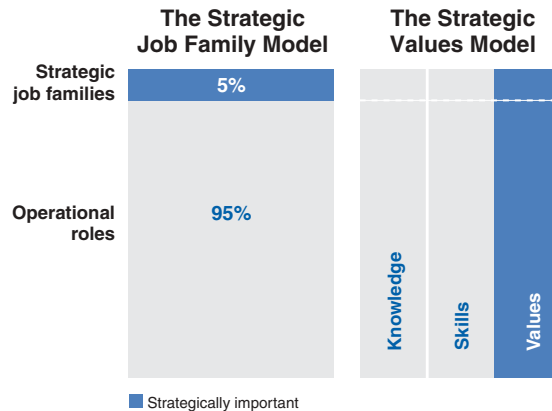 The Strategic
Job Family Model
The Strategic
Values Model
Strategic
job families
5%
Operational
roles
95%
Knowledge
Skills
Values
Strategically important